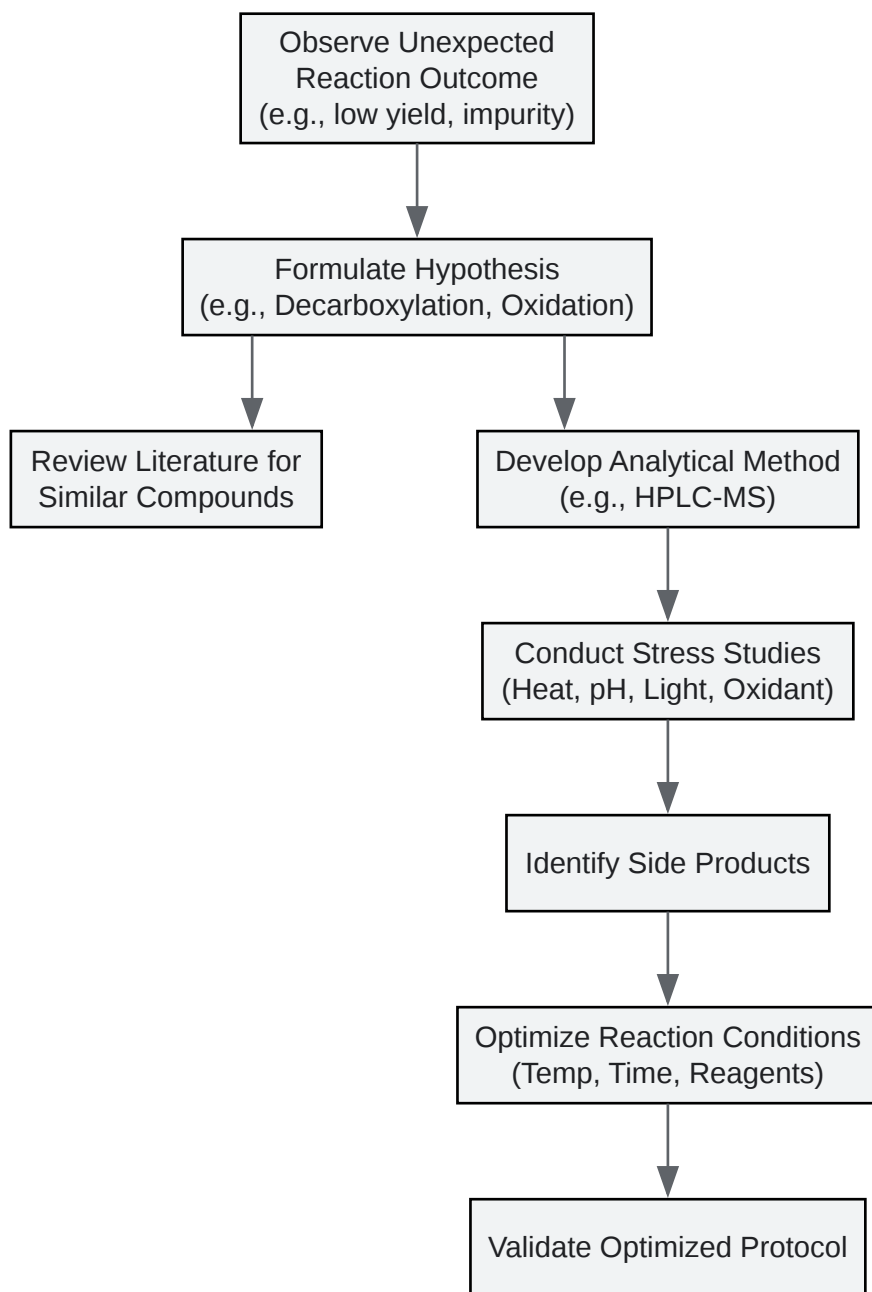 Observe Unexpected
Reaction Outcome
(e.g., low yield, impurity)
Formulate Hypothesis
(e.g., Decarboxylation, Oxidation)
Review Literature for
Similar Compounds
Develop Analytical Method
(e.g., HPLC-MS)
Conduct Stress Studies
(Heat, pH, Light, Oxidant)
Identify Side Products
Optimize Reaction Conditions
(Temp, Time, Reagents)
Validate Optimized Protocol